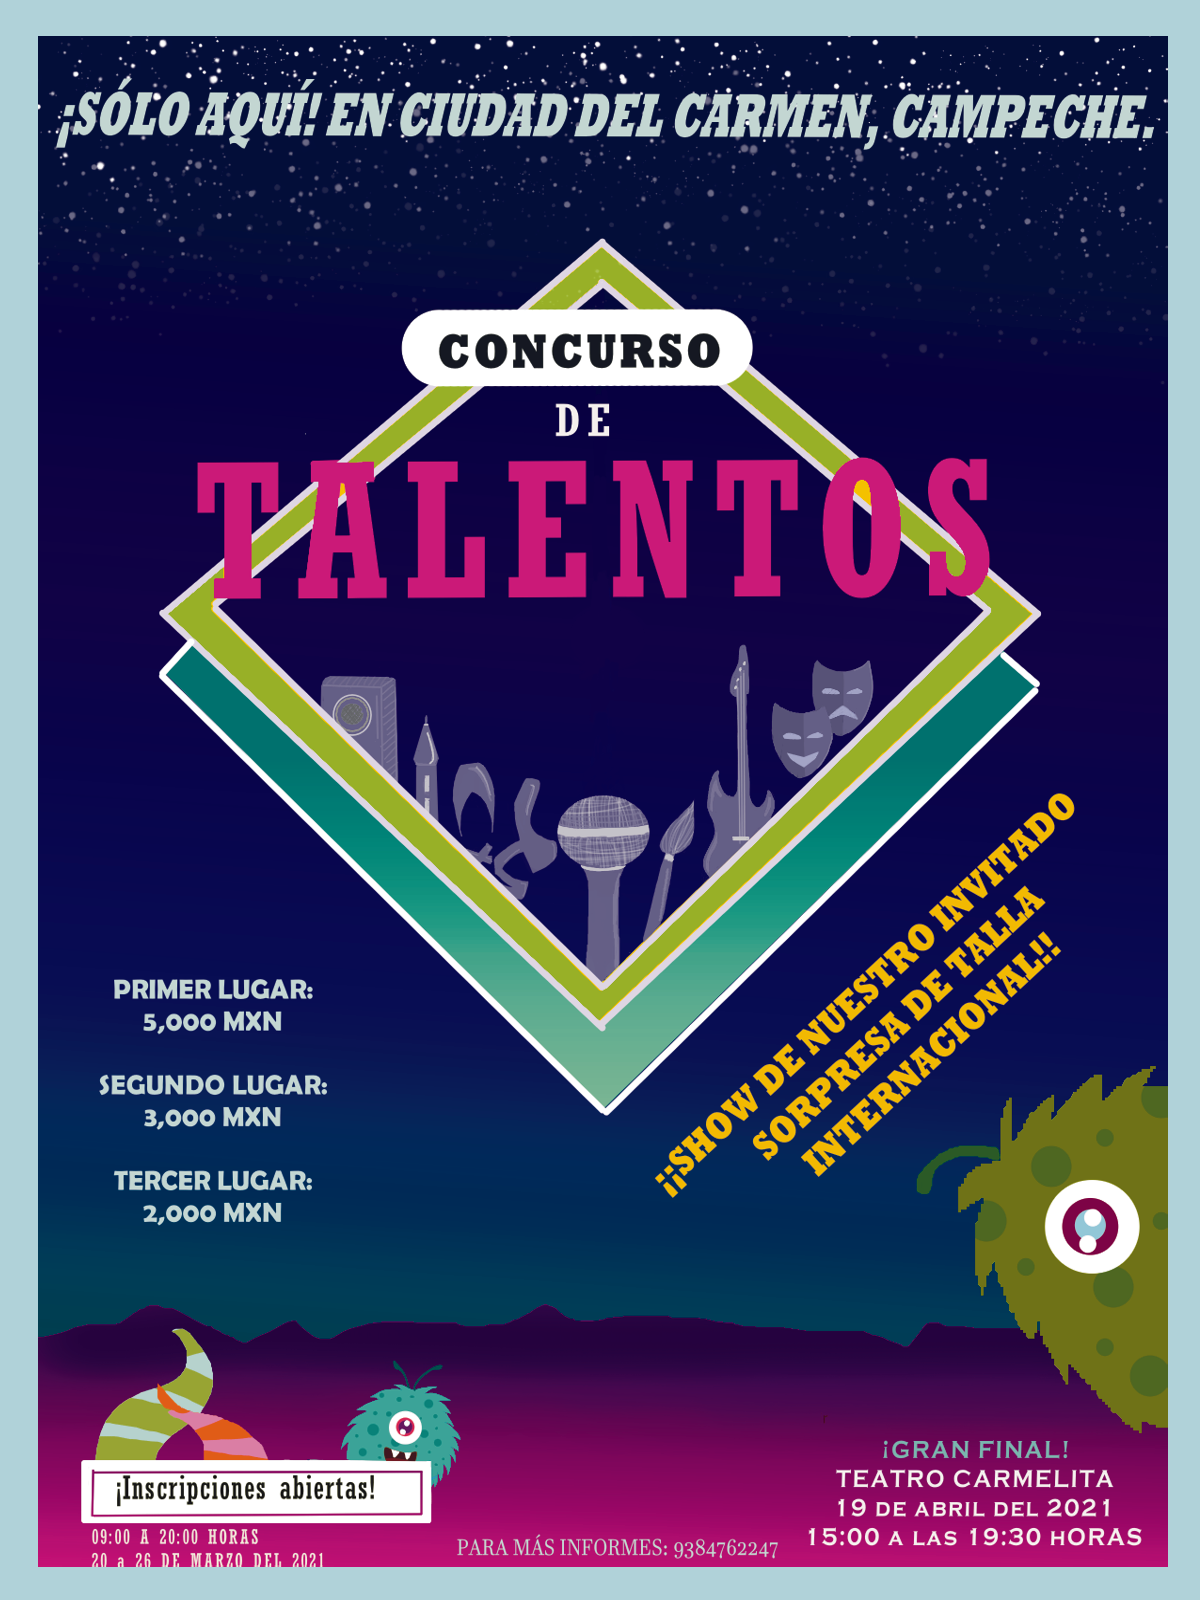 ¡SÓLO AQUÍ! EN CIUDAD DEL CARMEN, CAMPECHE.
CONCURSO
DE
TALENTOS
¡¡SHOW DE NUESTRO INVITADO
SORPRESA DE TALLA
INTERNACIONAL!!
PRIMER LUGAR:
5,000 MXN
SEGUNDO LUGAR:
3,000 MXN
TERCER LUGAR:
2,000 MXN
¡Inscripciones abiertas!
09:00 A 20:00 HORAS
20 a 26 DE MARZO DEL 2021
PARA MÁS INFORMES: 9384762247
¡GRAN FINAL!
TEATRO CARMELITA
19 DE ABRIL DEL 2021
15:00 A LAS 19:30 HORAS